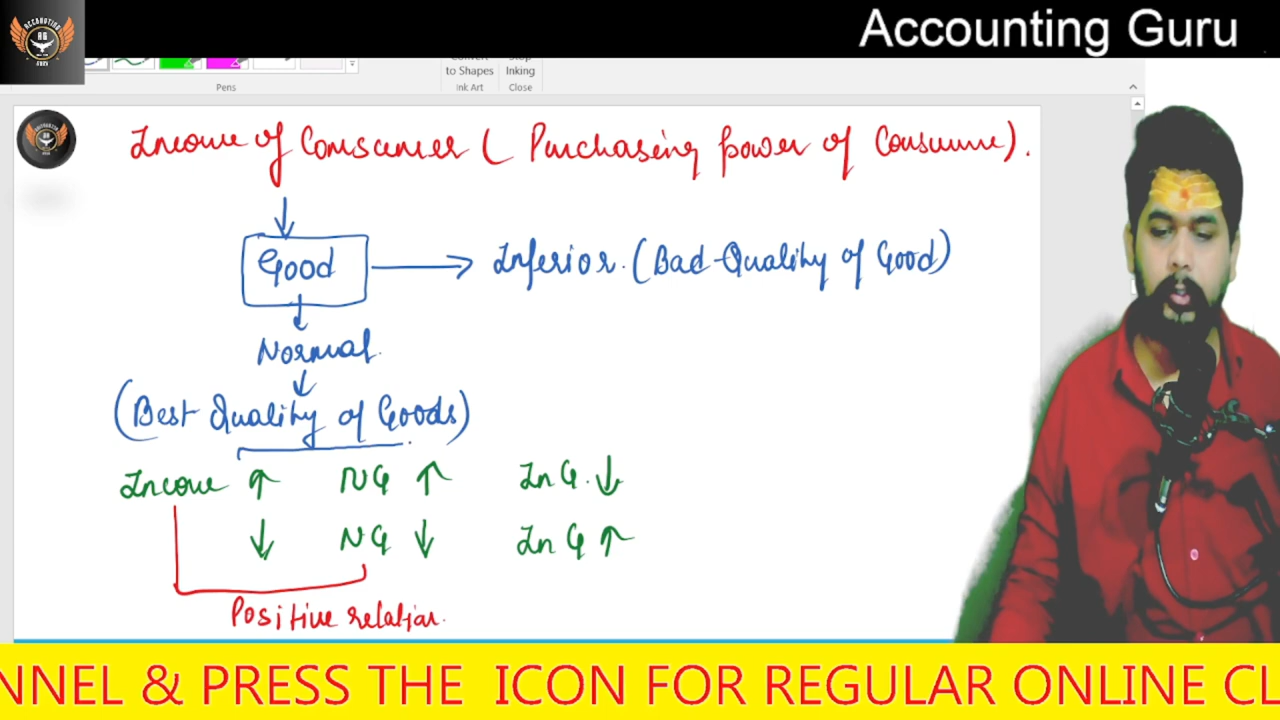 Accounting Guru
to Shapes
Inking
Pens
Ink Art
Close
Income of Consumer ( Purchasing power of Consume).
Good
Inferior. (Bad-Quality of Good)
Normal.
(Best Quality of Goods)
Income ↑ NG ↑ InG. ↓
↓ NG ↓ In G ↑
Positive relation.
NNEL & PRESS THE ICON FOR REGULAR ONLINE CL